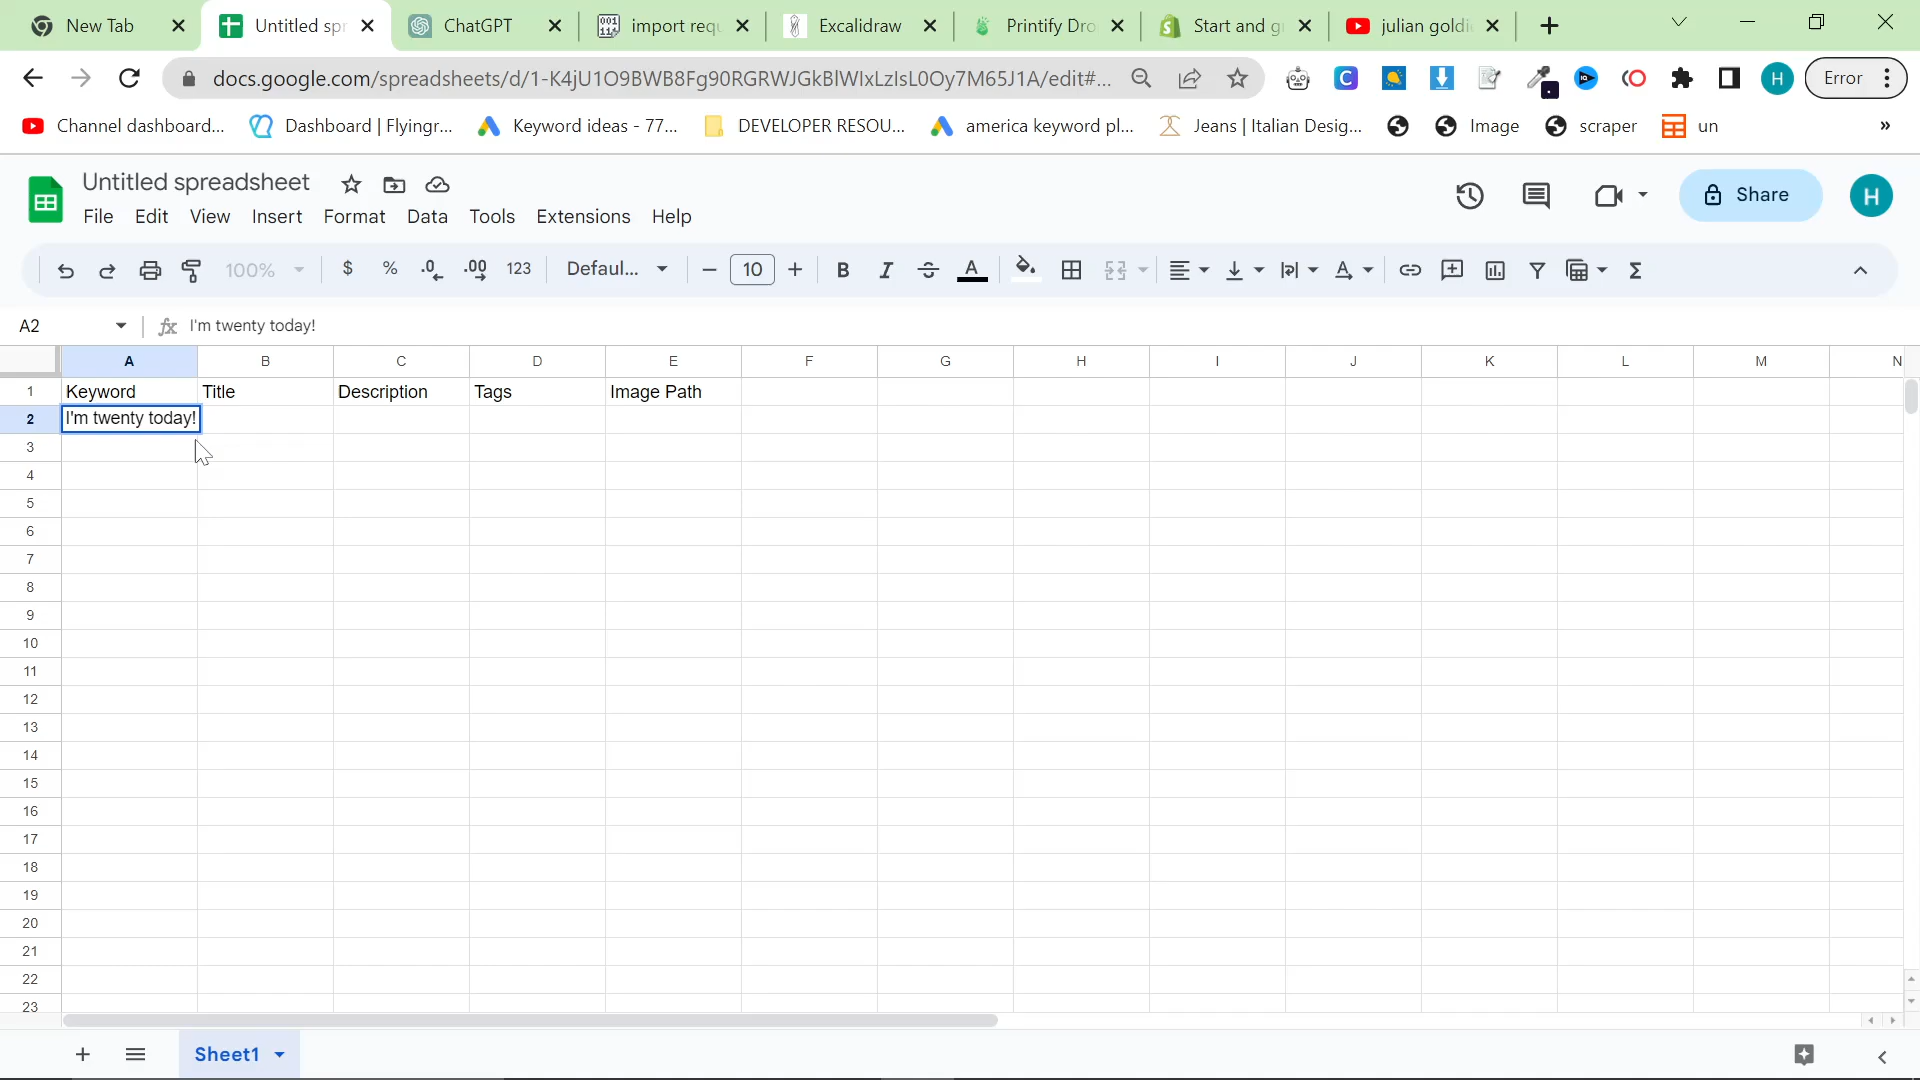 New Tab
Untitled spr
ChatGPT
import requ
Excalidraw
Printify Dro
Start and g
julian goldi
docs.google.com/spreadsheets/d/1-K4jU1O9BWB8Fg90RGRWJGkBlWIxLzIsL0Oy7M65J1A/edit#...
H
Error
Channel dashboard...
Dashboard | Flyingr...
Keyword ideas - 77...
DEVELOPER RESOU...
america keyword pl...
Jeans | Italian Desig...
Image
scraper
un
»
Untitled spreadsheet
File Edit View Insert Format Data Tools Extensions Help
Share
H
100%
$ % .0 .00 123
Defaul...
10
B I A
A2
fx I'm twenty today!
A B C D E F G H I J K L M N
1 Keyword Title Description Tags Image Path
2 I'm twenty today!
3
4
5
6
7
8
9
10
11
12
13
14
15
16
17
18
19
20
21
22
23
Sheet1